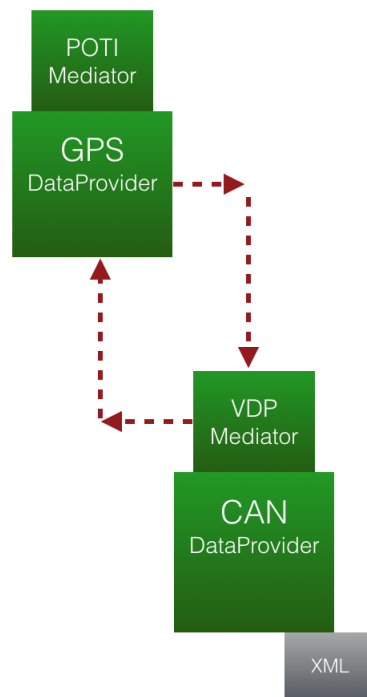 POTI
Mediator
GPS
DataProvider
VDP
Mediator
CAN
DataProvider
XML